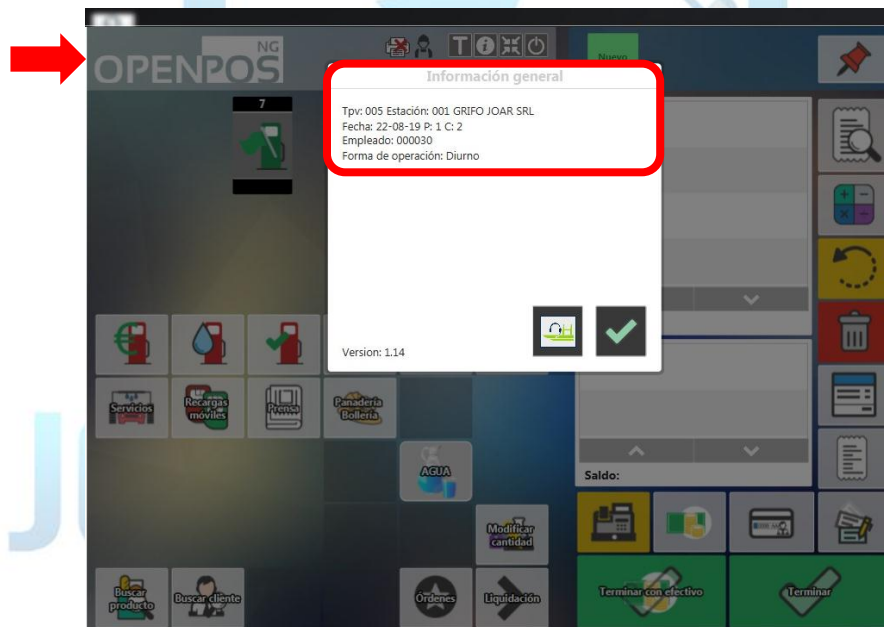 OPENPOS NG
T
Nuevo
Información general
7
Tpv: 005 Estación: 001 GRIFO JOAR SRL
Fecha: 22-08-19 P: 1 C: 2
Empleado: 000030
Forma de operación: Diurno
Version: 1.14
Servicios
Recargas móviles
Prensa
Panadería Bollería
AGUA
Saldo:
Modificar cantidad
Buscar producto
Buscar cliente
Órdenes
Liquidación
Terminar con efectivo
Terminar